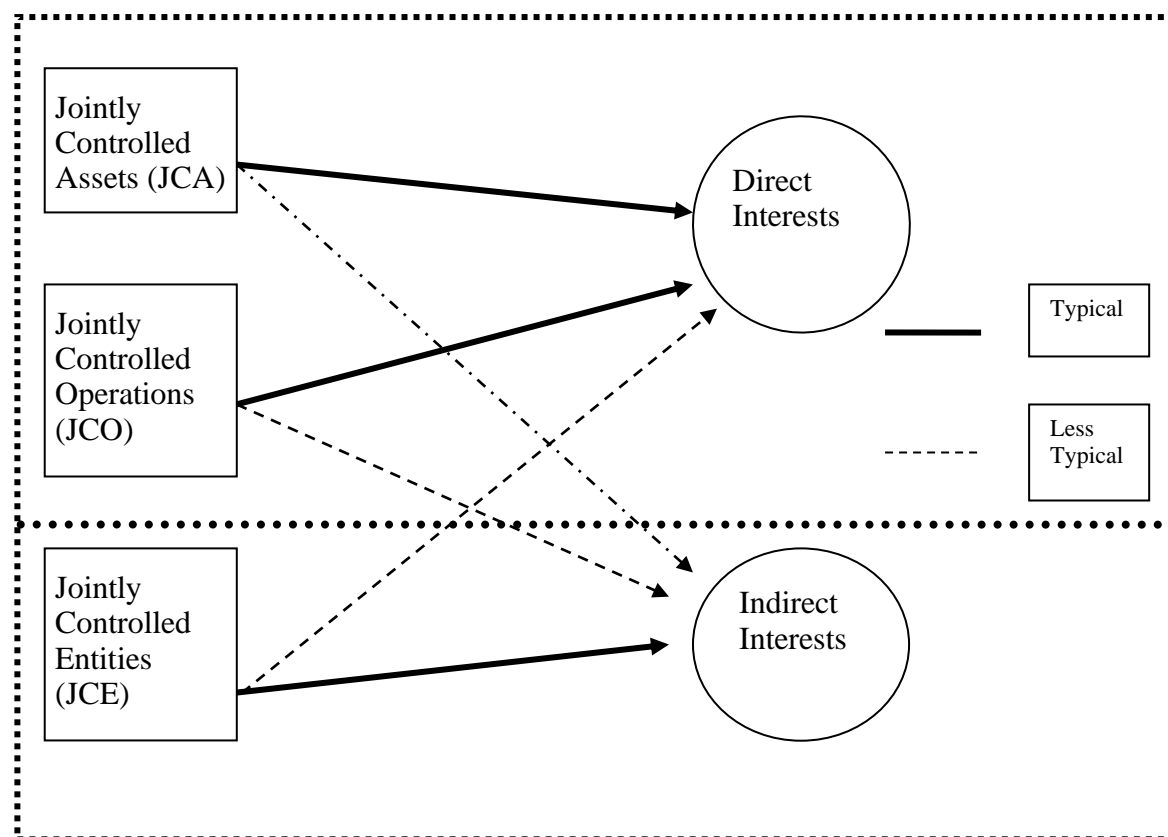 Jointly
Controlled
Assets (JCA)
Direct
Interests
Jointly
Controlled
Operations
(JCO)
Typical
Less
Typical
Jointly
Controlled
Entities
(JCE)
Indirect
Interests